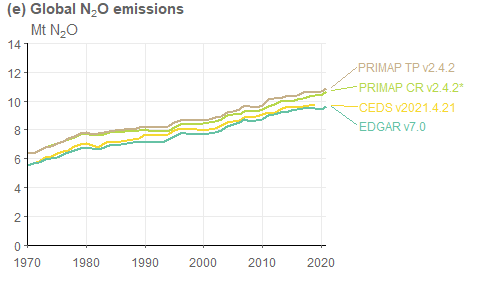 (e) Global N₂O emissions
Mt N₂O
14
12
10
8
6
4
2
0
1970 1980 1990 2000 2010 2020
PRIMAP TP v2.4.2
PRIMAP CR v2.4.2*
CEDS v2021.4.21
EDGAR v7.0